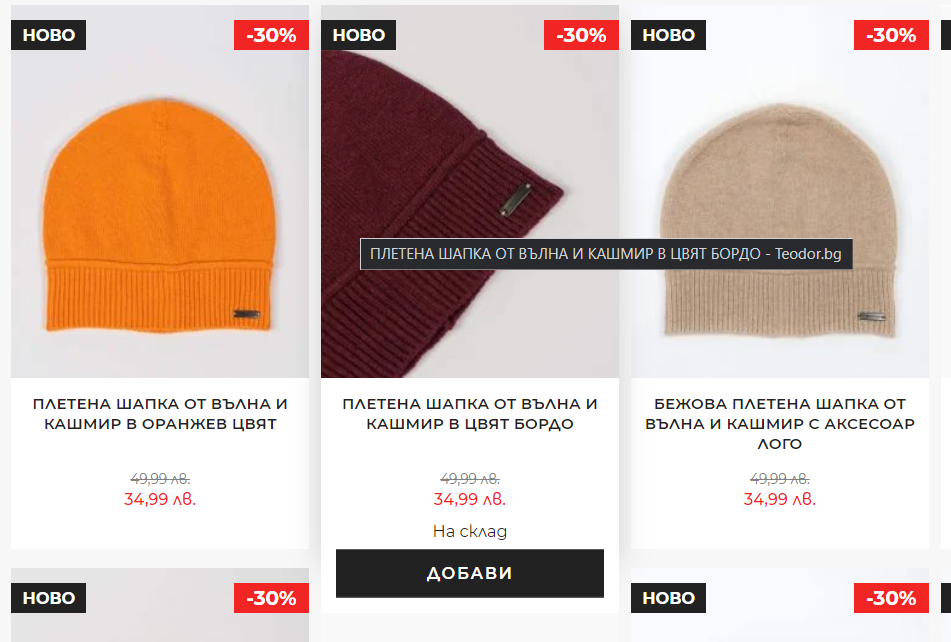 НОВО
-30%
НОВО
-30%
НОВО
-30%
ПЛЕТЕНА ШАПКА ОТ ВЪЛНА И КАШМИР В ЦВЯТ БОРДО - Teodor.bg
ПЛЕТЕНА ШАПКА ОТ ВЪЛНА И
КАШМИР В ОРАНЖЕВ ЦВЯТ
49,99 лв.
34,99 лв.
ПЛЕТЕНА ШАПКА ОТ ВЪЛНА И
КАШМИР В ЦВЯТ БОРДО
49,99 лв.
34,99 лв.
На склад
ДОБАВИ
БЕЖОВА ПЛЕТЕНА ШАПКА ОТ
ВЪЛНА И КАШМИР С АКСЕСОАР
ЛОГО
49,99 лв.
34,99 лв.
НОВО
-30%
НОВО
-30%